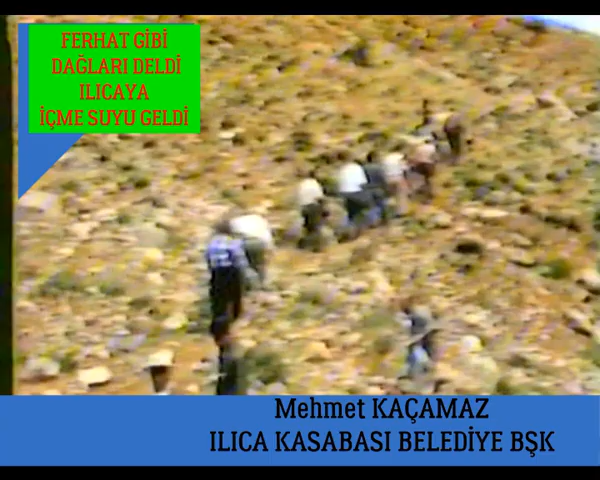 FERHAT GİBİ
DAĞLARI DELDİ
ILICAYA
İÇME SUYU GELDİ
Mehmet KAÇAMAZ
ILICA KASABASI BELEDİYE BŞK